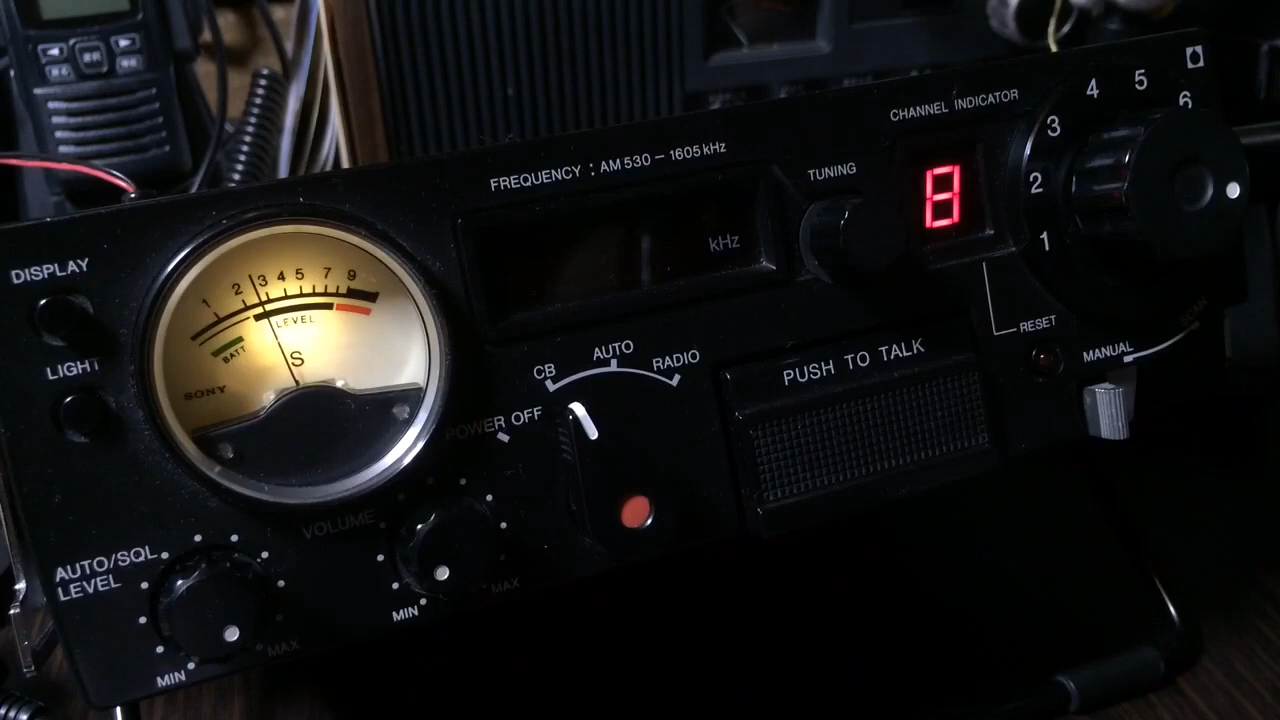 FREQUENCY : AM 530 – 1605 kHz
CHANNEL INDICATOR
TUNING
kHz
8
1
2
3
4
5
6
DISPLAY
LIGHT
1 2 3 4 5 7 9
LEVEL
BATT
S
SONY
CB
AUTO
RADIO
POWER OFF
PUSH TO TALK
RESET
MANUAL
SCAN
VOLUME
MIN
MAX
AUTO/SQL
LEVEL
MIN
MAX